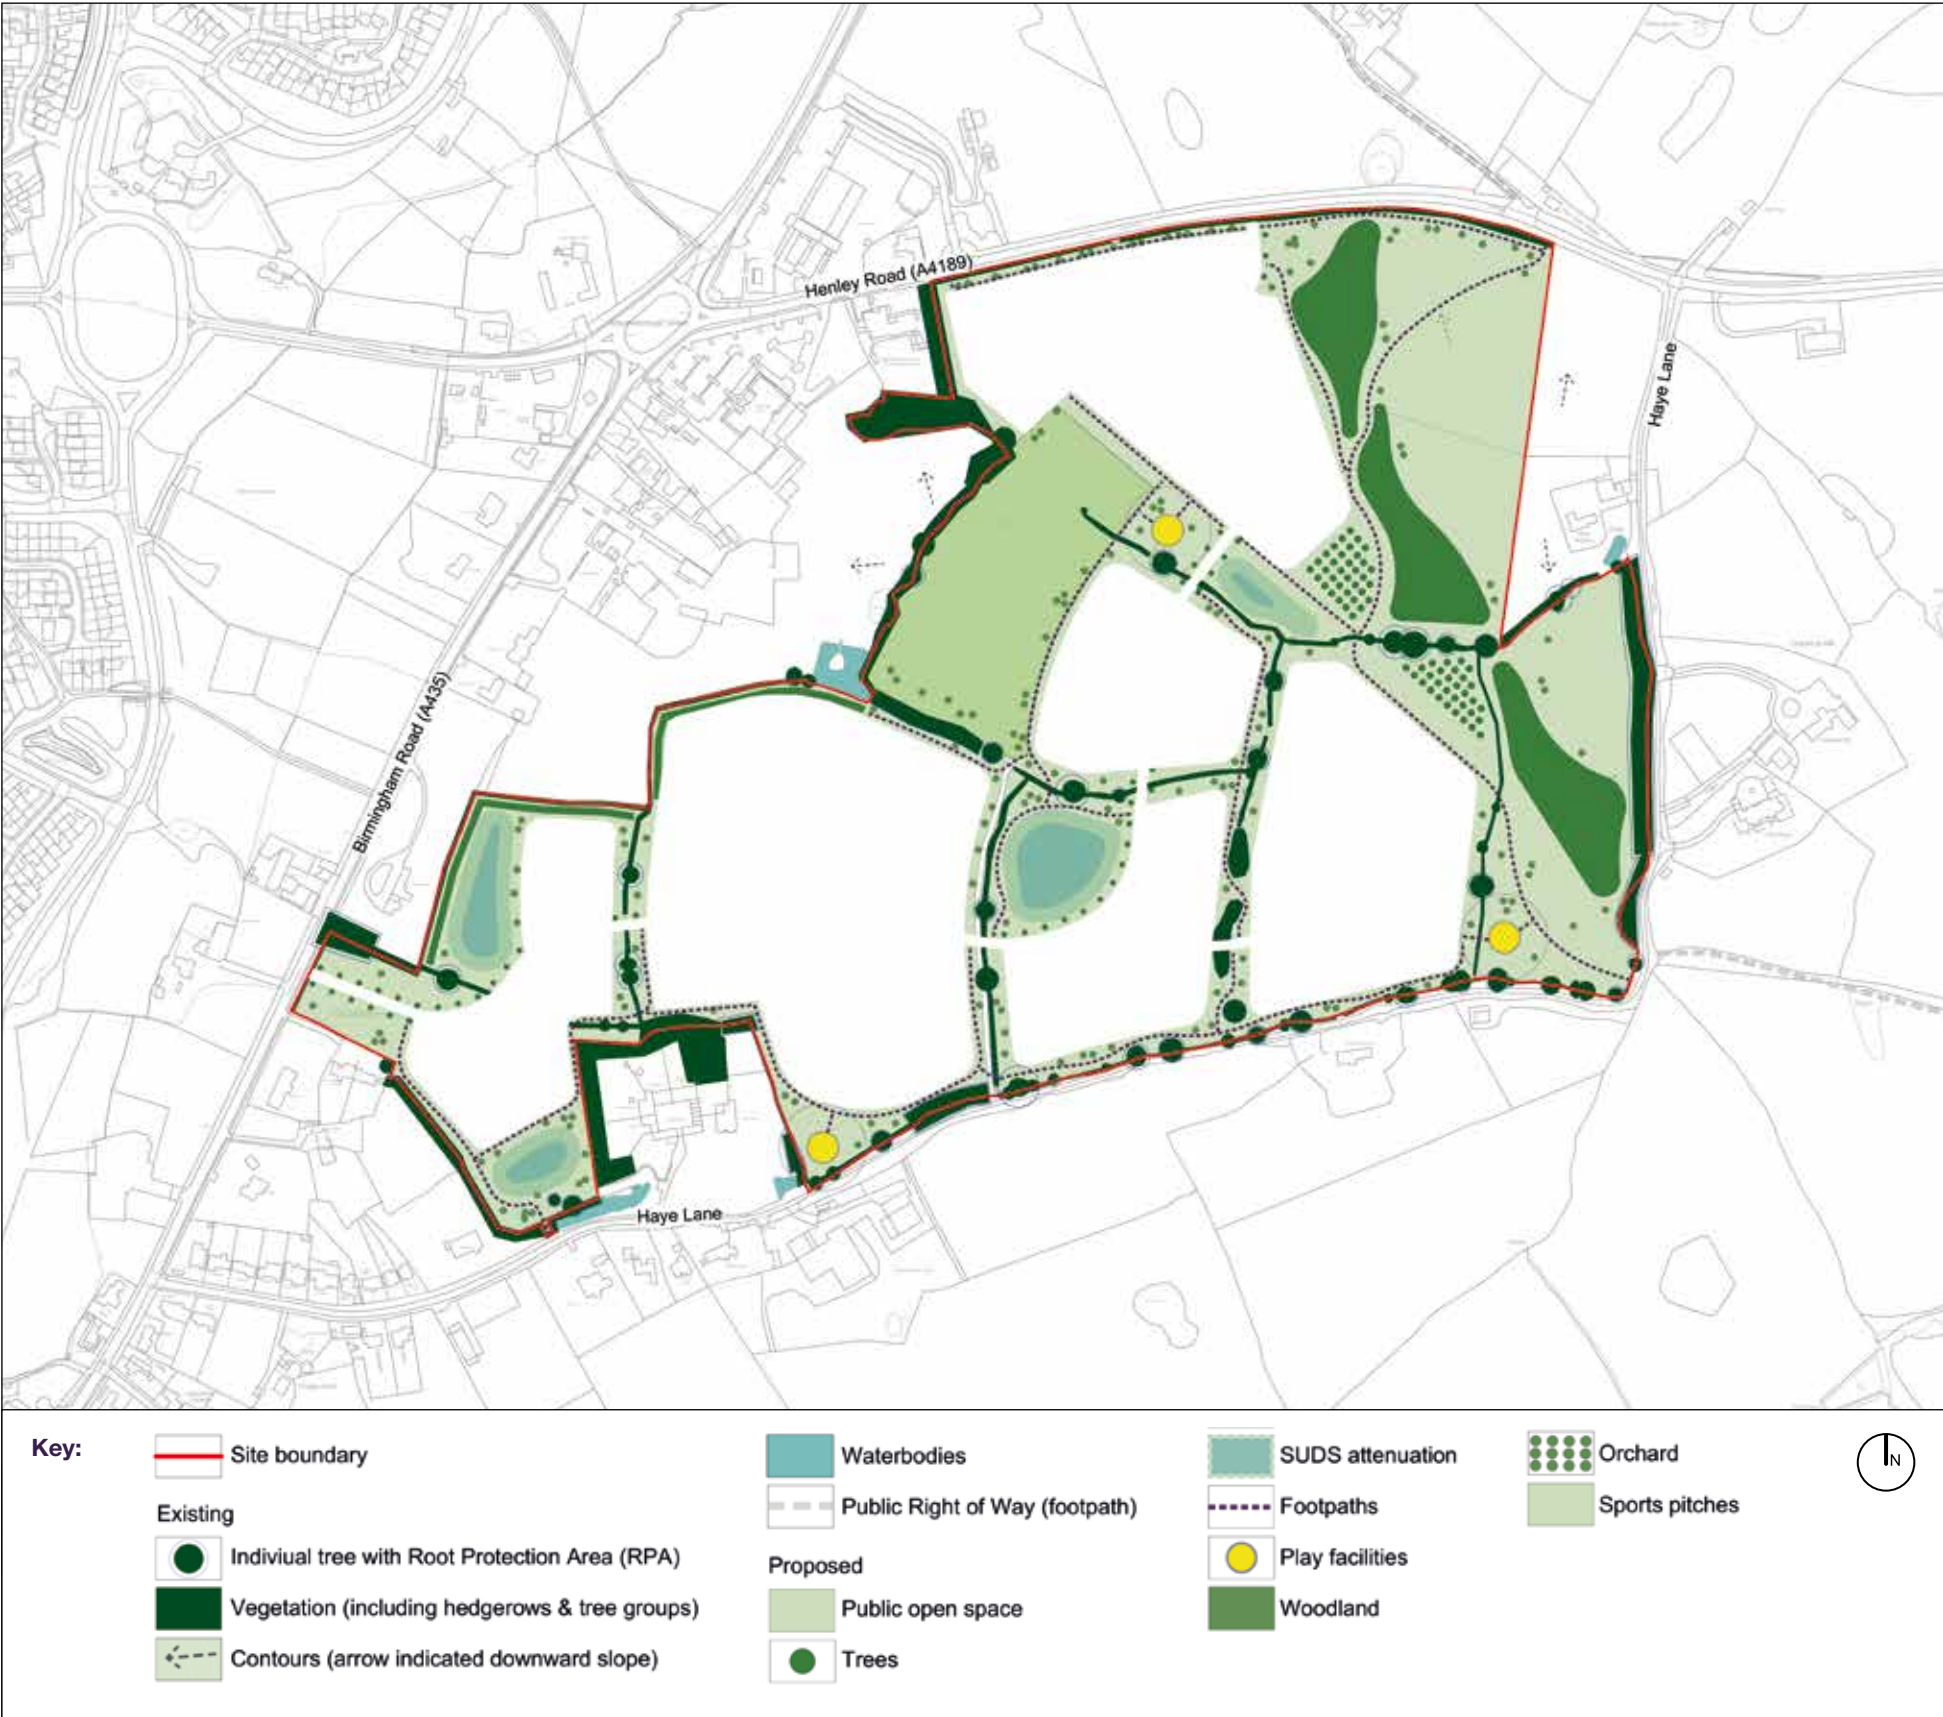 Henley Road (A4189)
Haye Lane
Birmingham Road (A435)
Haye Lane
Key:
Site boundary
Existing
Indiviual tree with Root Protection Area (RPA)
Vegetation (including hedgerows & tree groups)
Contours (arrow indicated downward slope)
Waterbodies
Public Right of Way (footpath)
Proposed
Public open space
Trees
SUDS attenuation
Footpaths
Play facilities
Woodland
Orchard
Sports pitches
N